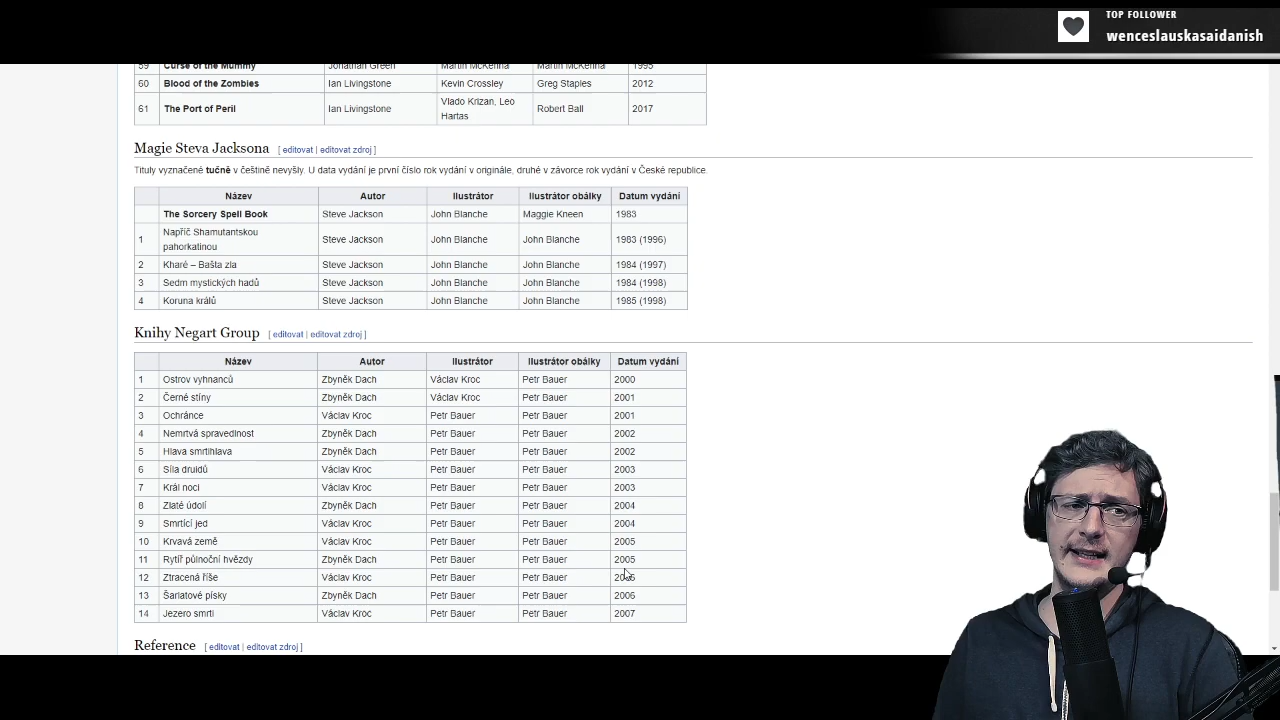 TOP FOLLOWER
wenceslauskasaidanish
59 Curse of the Mummy Jonathan Green Martin McKenna Martin McKenna 1995
60 Blood of the Zombies Ian Livingstone Kevin Crossley Greg Staples 2012
61 The Port of Peril Ian Livingstone Vlado Krizan, Leo Hartas Robert Ball 2017
Magie Steva Jacksona [ editovat | editovat zdroj ]
Tituly vyznačené tučně v češtině nevyšly. U data vydání je první číslo rok vydání v originále, druhé v závorce rok vydání v České republice.
Název Autor Ilustrátor Ilustrátor obálky Datum vydání
The Sorcery Spell Book Steve Jackson John Blanche Maggie Kneen 1983
1 Napříč Shamutantskou pahorkatinou Steve Jackson John Blanche John Blanche 1983 (1996)
2 Kharé – Bašta zla Steve Jackson John Blanche John Blanche 1984 (1997)
3 Sedm mystických hadů Steve Jackson John Blanche John Blanche 1984 (1998)
4 Koruna králů Steve Jackson John Blanche John Blanche 1985 (1998)
Knihy Negart Group [ editovat | editovat zdroj ]
Název Autor Ilustrátor Ilustrátor obálky Datum vydání
1 Ostrov vyhnanců Zbyněk Dach Václav Kroc Petr Bauer 2000
2 Černé stíny Zbyněk Dach Václav Kroc Petr Bauer 2001
3 Ochránce Václav Kroc Petr Bauer Petr Bauer 2001
4 Nemrtvá spravedlnost Zbyněk Dach Petr Bauer Petr Bauer 2002
5 Hlava smrtihlava Zbyněk Dach Petr Bauer Petr Bauer 2002
6 Síla druidů Václav Kroc Petr Bauer Petr Bauer 2003
7 Král noci Václav Kroc Petr Bauer Petr Bauer 2003
8 Zlaté údolí Zbyněk Dach Petr Bauer Petr Bauer 2004
9 Smrtící jed Václav Kroc Petr Bauer Petr Bauer 2004
10 Krvavá země Václav Kroc Petr Bauer Petr Bauer 2005
11 Rytíř půlnoční hvězdy Zbyněk Dach Petr Bauer Petr Bauer 2005
12 Ztracená říše Václav Kroc Petr Bauer Petr Bauer 2006
13 Šarlatové písky Zbyněk Dach Petr Bauer Petr Bauer 2006
14 Jezero smrti Václav Kroc Petr Bauer Petr Bauer 2007
Reference [ editovat | editovat zdroj ]